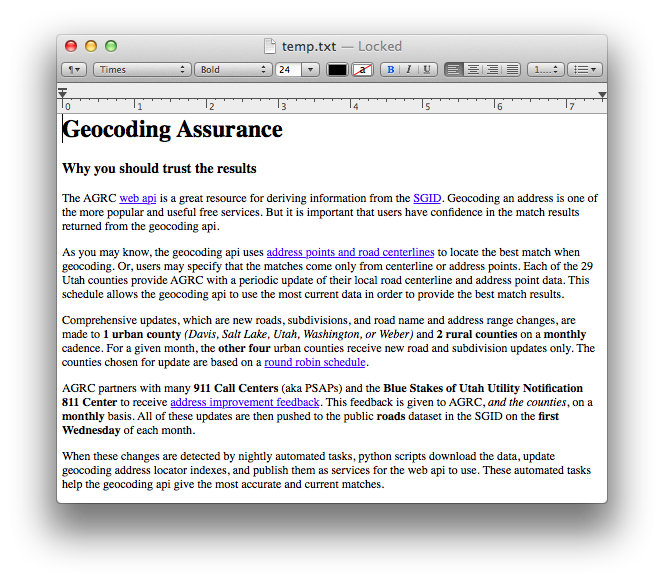 temp.txt — Locked
¶ Times Bold 24 a B I U 1....
0 1 2 3 4 5 6 7
Geocoding Assurance
Why you should trust the results
The AGRC web api is a great resource for deriving information from the SGID. Geocoding an address is one of
the more popular and useful free services. But it is important that users have confidence in the match results
returned from the geocoding api.
As you may know, the geocoding api uses address points and road centerlines to locate the best match when
geocoding. Or, users may specify that the matches come only from centerline or address points. Each of the 29
Utah counties provide AGRC with a periodic update of their local road centerline and address point data. This
schedule allows the geocoding api to use the most current data in order to provide the best match results.
Comprehensive updates, which are new roads, subdivisions, and road name and address range changes, are
made to 1 urban county (Davis, Salt Lake, Utah, Washington, or Weber) and 2 rural counties on a monthly
cadence. For a given month, the other four urban counties receive new road and subdivision updates only. The
counties chosen for update are based on a round robin schedule.
AGRC partners with many 911 Call Centers (aka PSAPs) and the Blue Stakes of Utah Utility Notification
811 Center to receive address improvement feedback. This feedback is given to AGRC, and the counties, on a
monthly basis. All of these updates are then pushed to the public roads dataset in the SGID on the first
Wednesday of each month.
When these changes are detected by nightly automated tasks, python scripts download the data, update
geocoding address locator indexes, and publish them as services for the web api to use. These automated tasks
help the geocoding api give the most accurate and current matches.